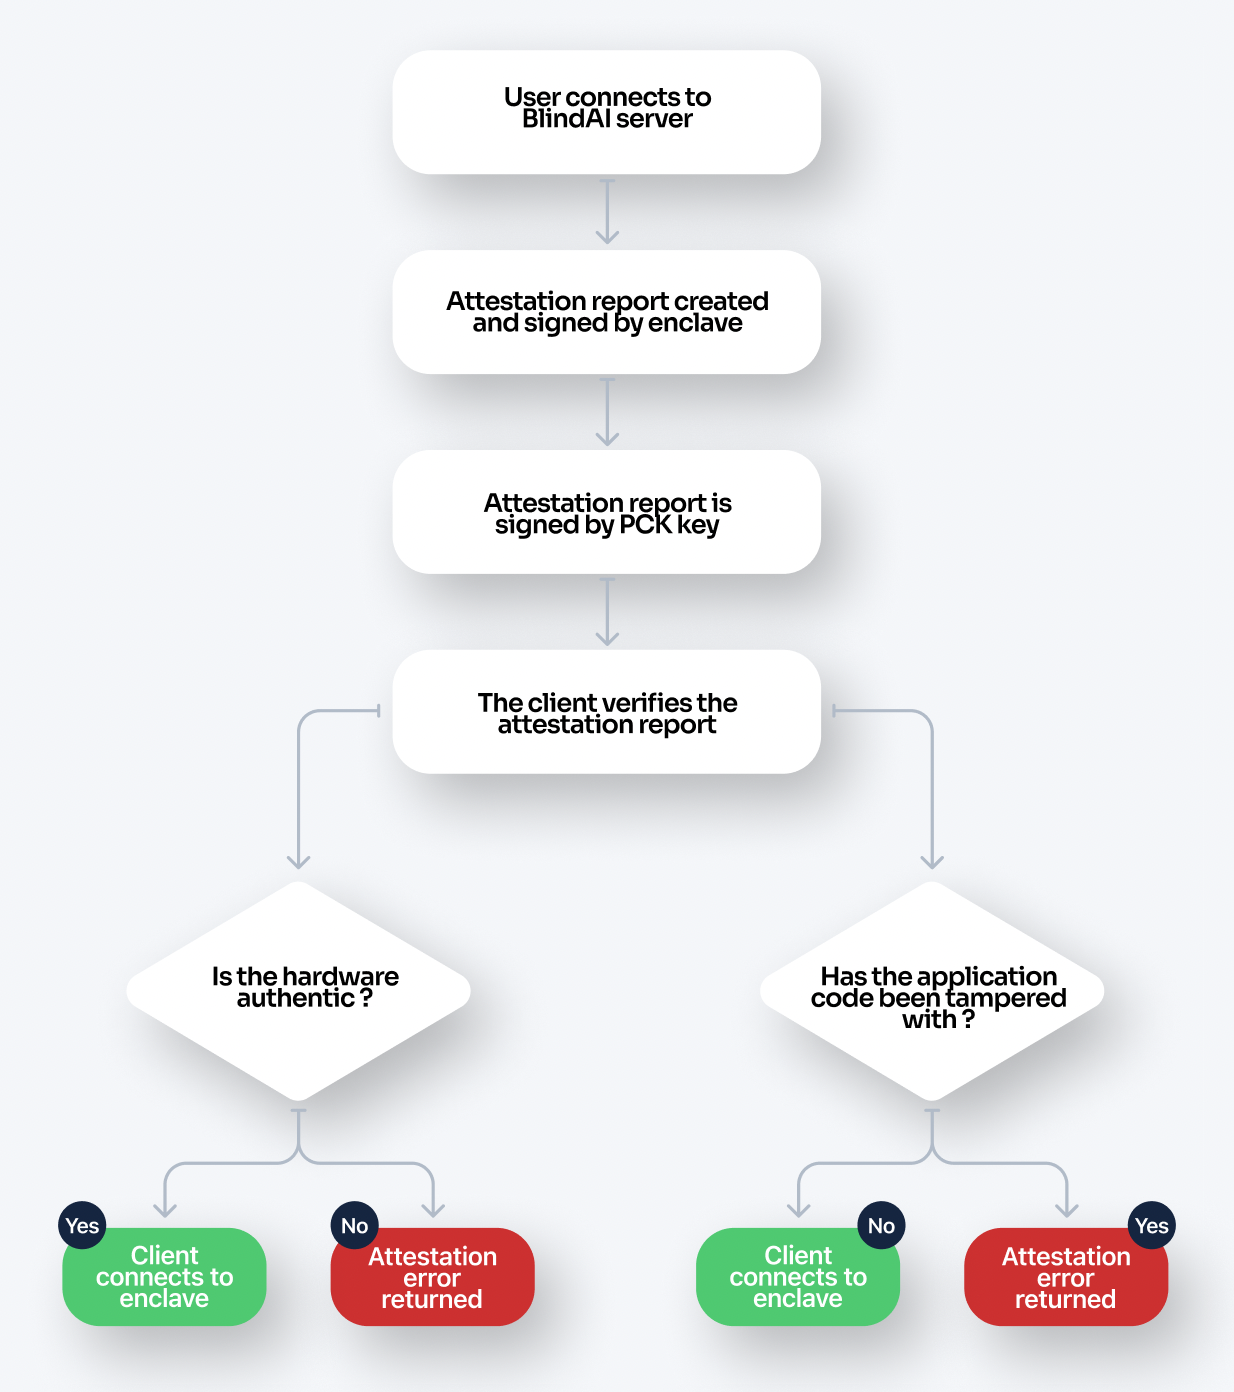 User connects to
BlindAI server
Attestation report created
and signed by enclave
Attestation report is
signed by PCK key
The client verifies the
attestation report
Is the hardware
authentic ?
Has the application
code been tampered
with ?
Yes
Client
connects to
enclave
No
Attestation
error
returned
No
Client
connects to
enclave
Yes
Attestation
error
returned